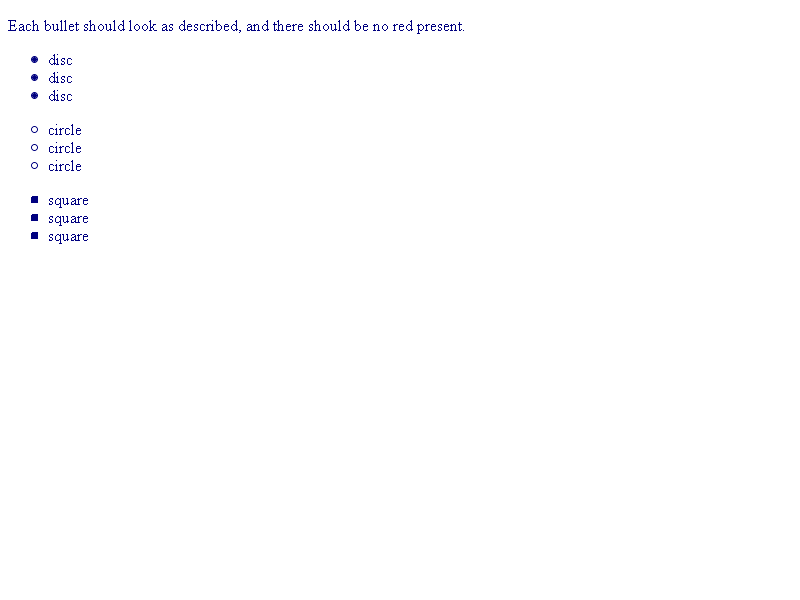 Each bullet should look as described, and there should be no red present.
disc
disc
disc
circle
circle
circle
square
square
square